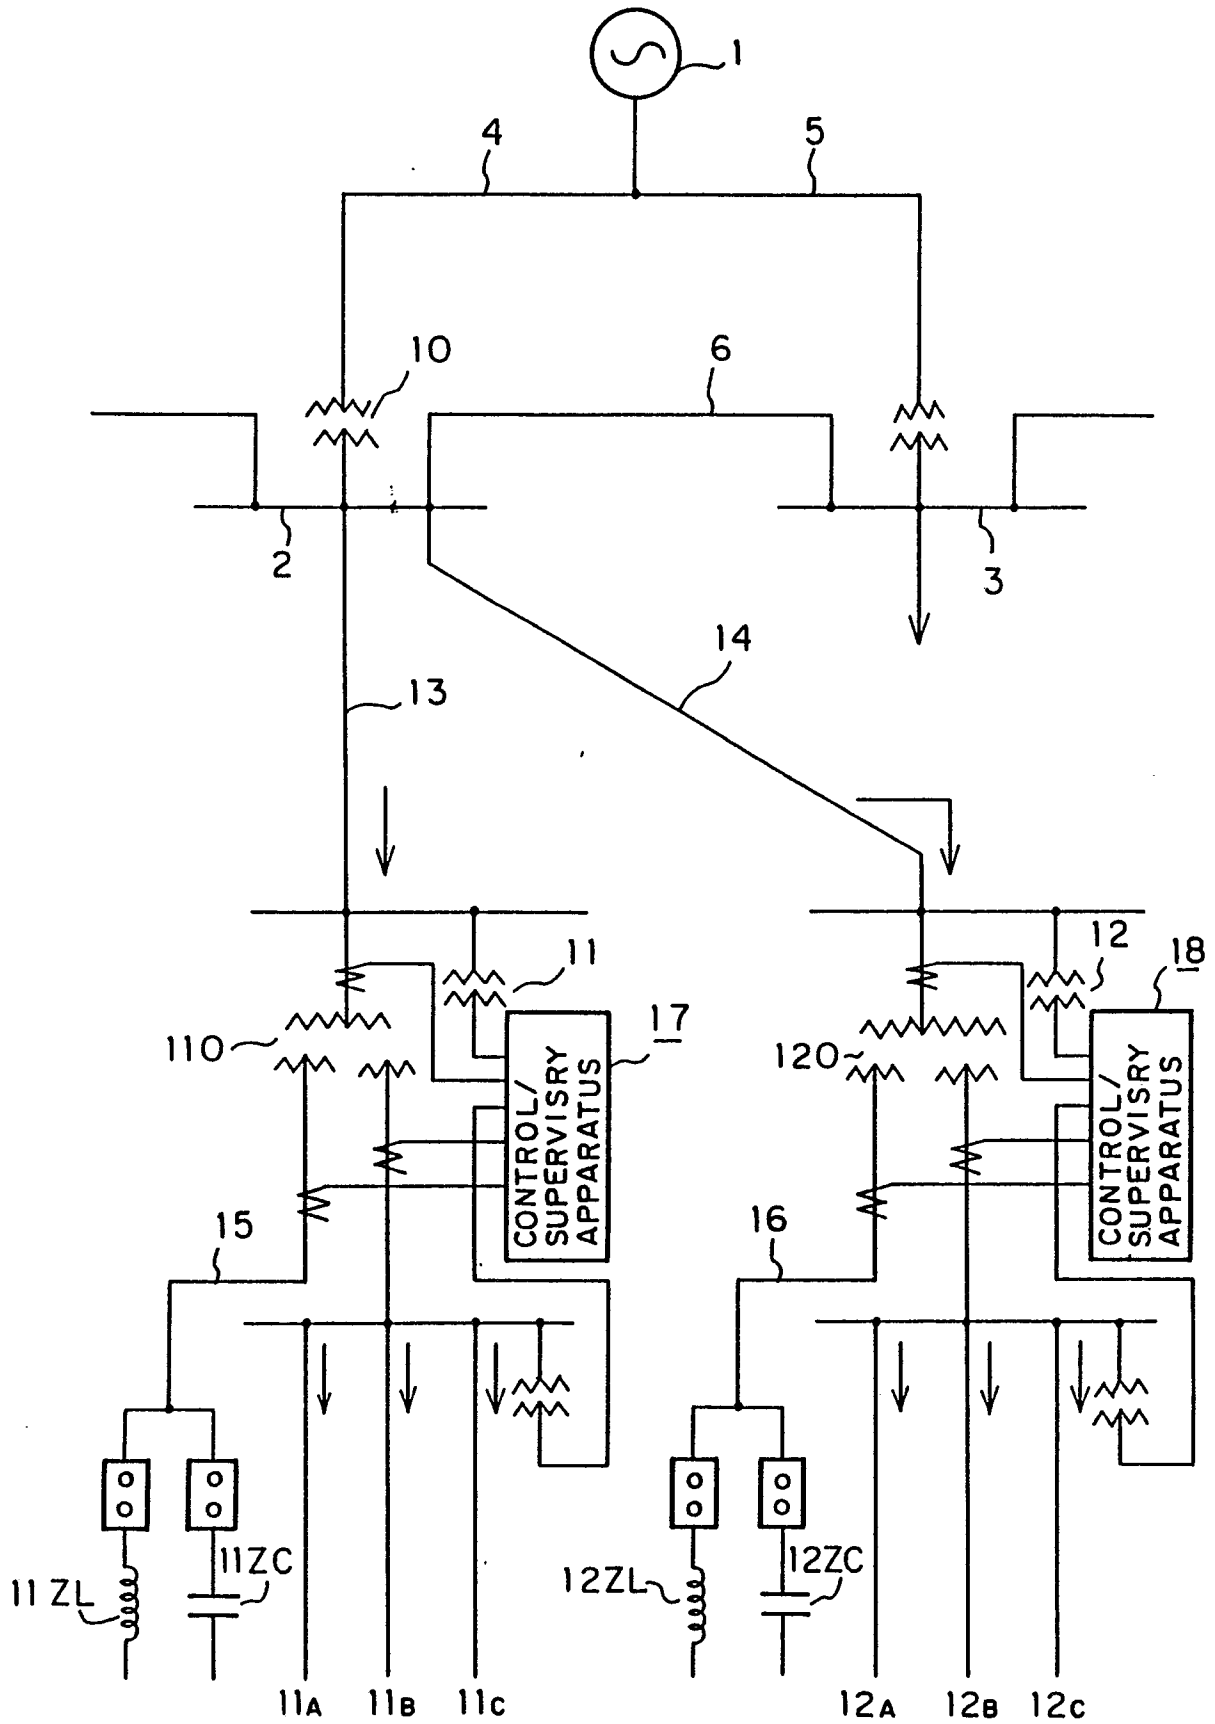 1
4
5
10
6
2
3
14
13
11
12
18
17
110
120
CONTROL/
SUPERVISRY
APPARATUS
CONTROL/
SUPERVISRY
APPARATUS
15
16
11ZC
12ZC
11ZL
12ZL
11A
11B
11C
12A
12B
12C